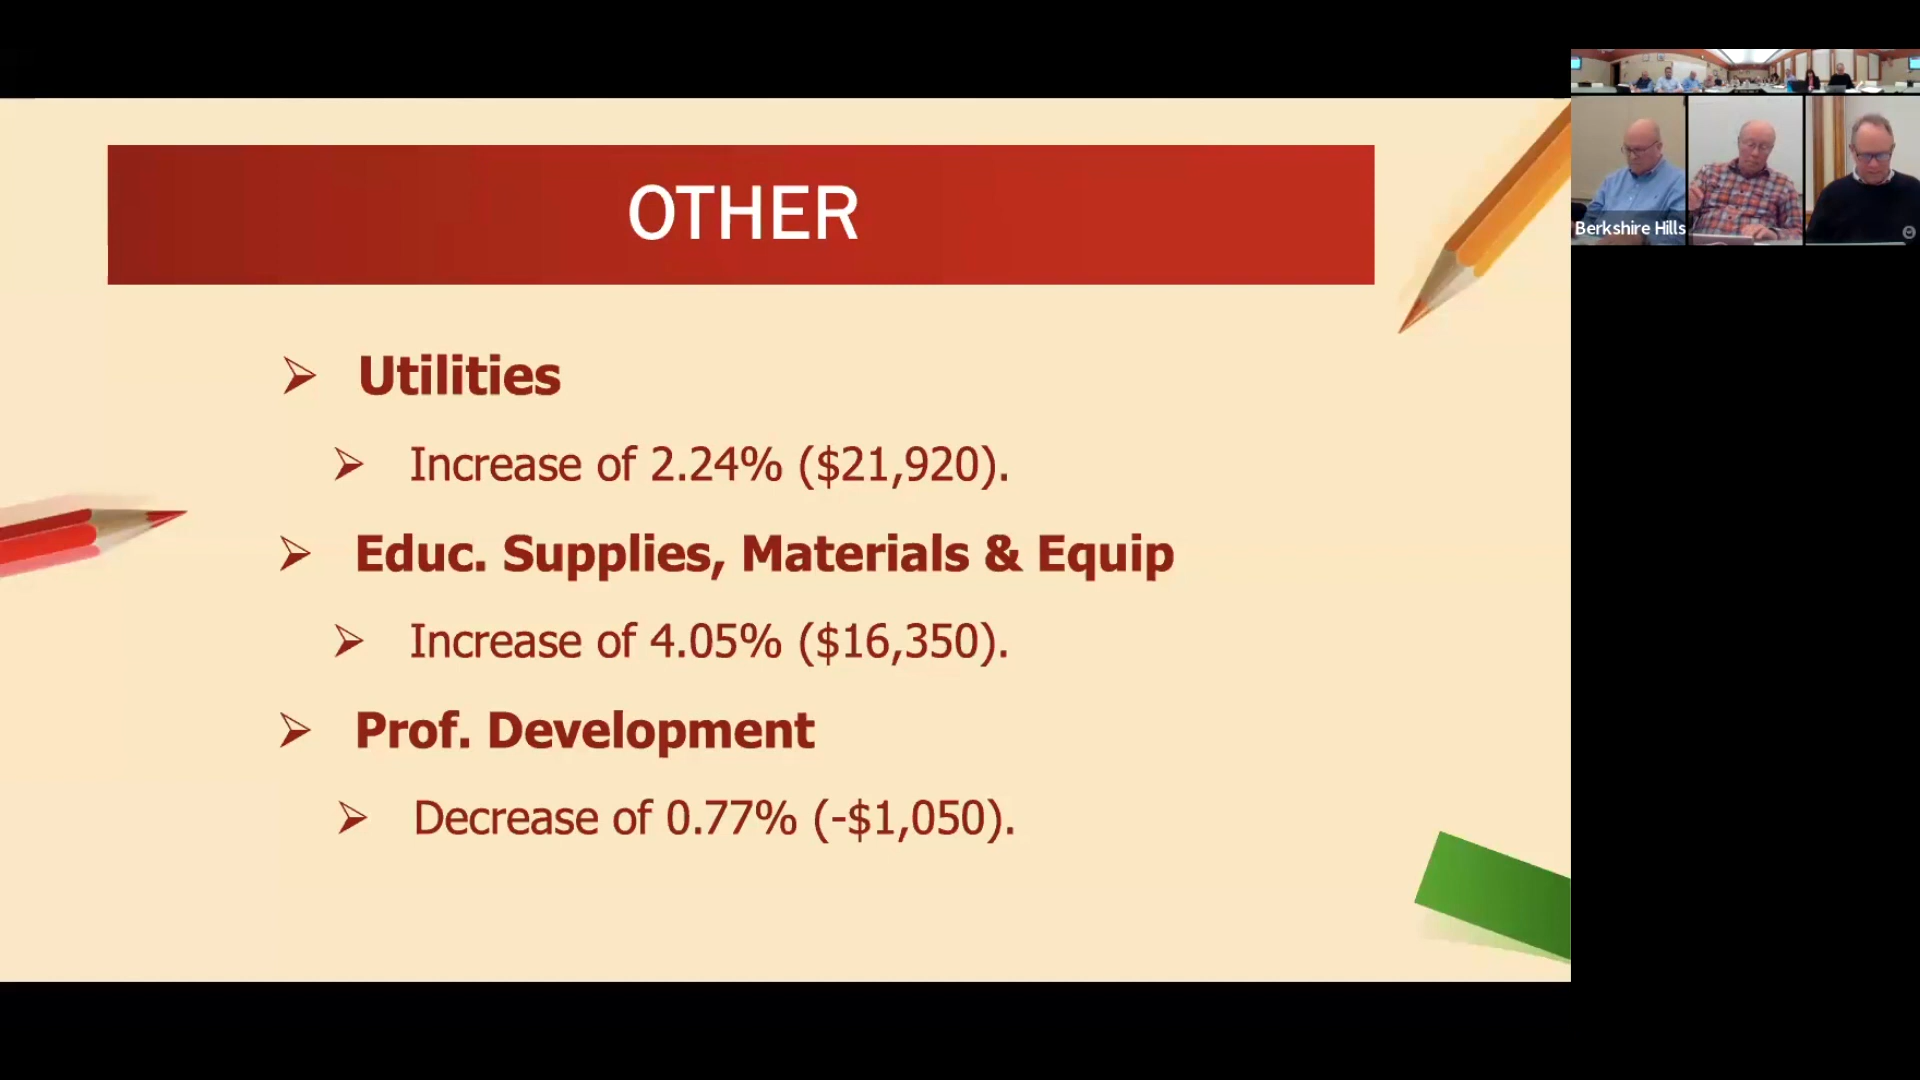 OTHER
Utilities
Increase of 2.24% ($21,920).
Educ. Supplies, Materials & Equip
Increase of 4.05% ($16,350).
Prof. Development
Decrease of 0.77% (-$1,050).
Berkshire Hills